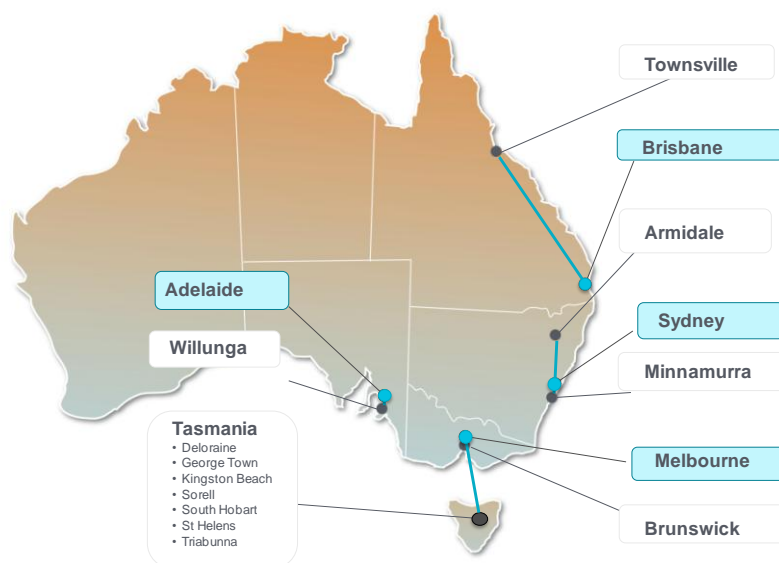 Townsville
Brisbane
Armidale
Adelaide
Sydney
Willunga
Minnamurra
Tasmania
• Deloraine
• George Town
• Kingston Beach
• Sorell
• South Hobart
• St Helens
• Triabunna
Melbourne
Brunswick